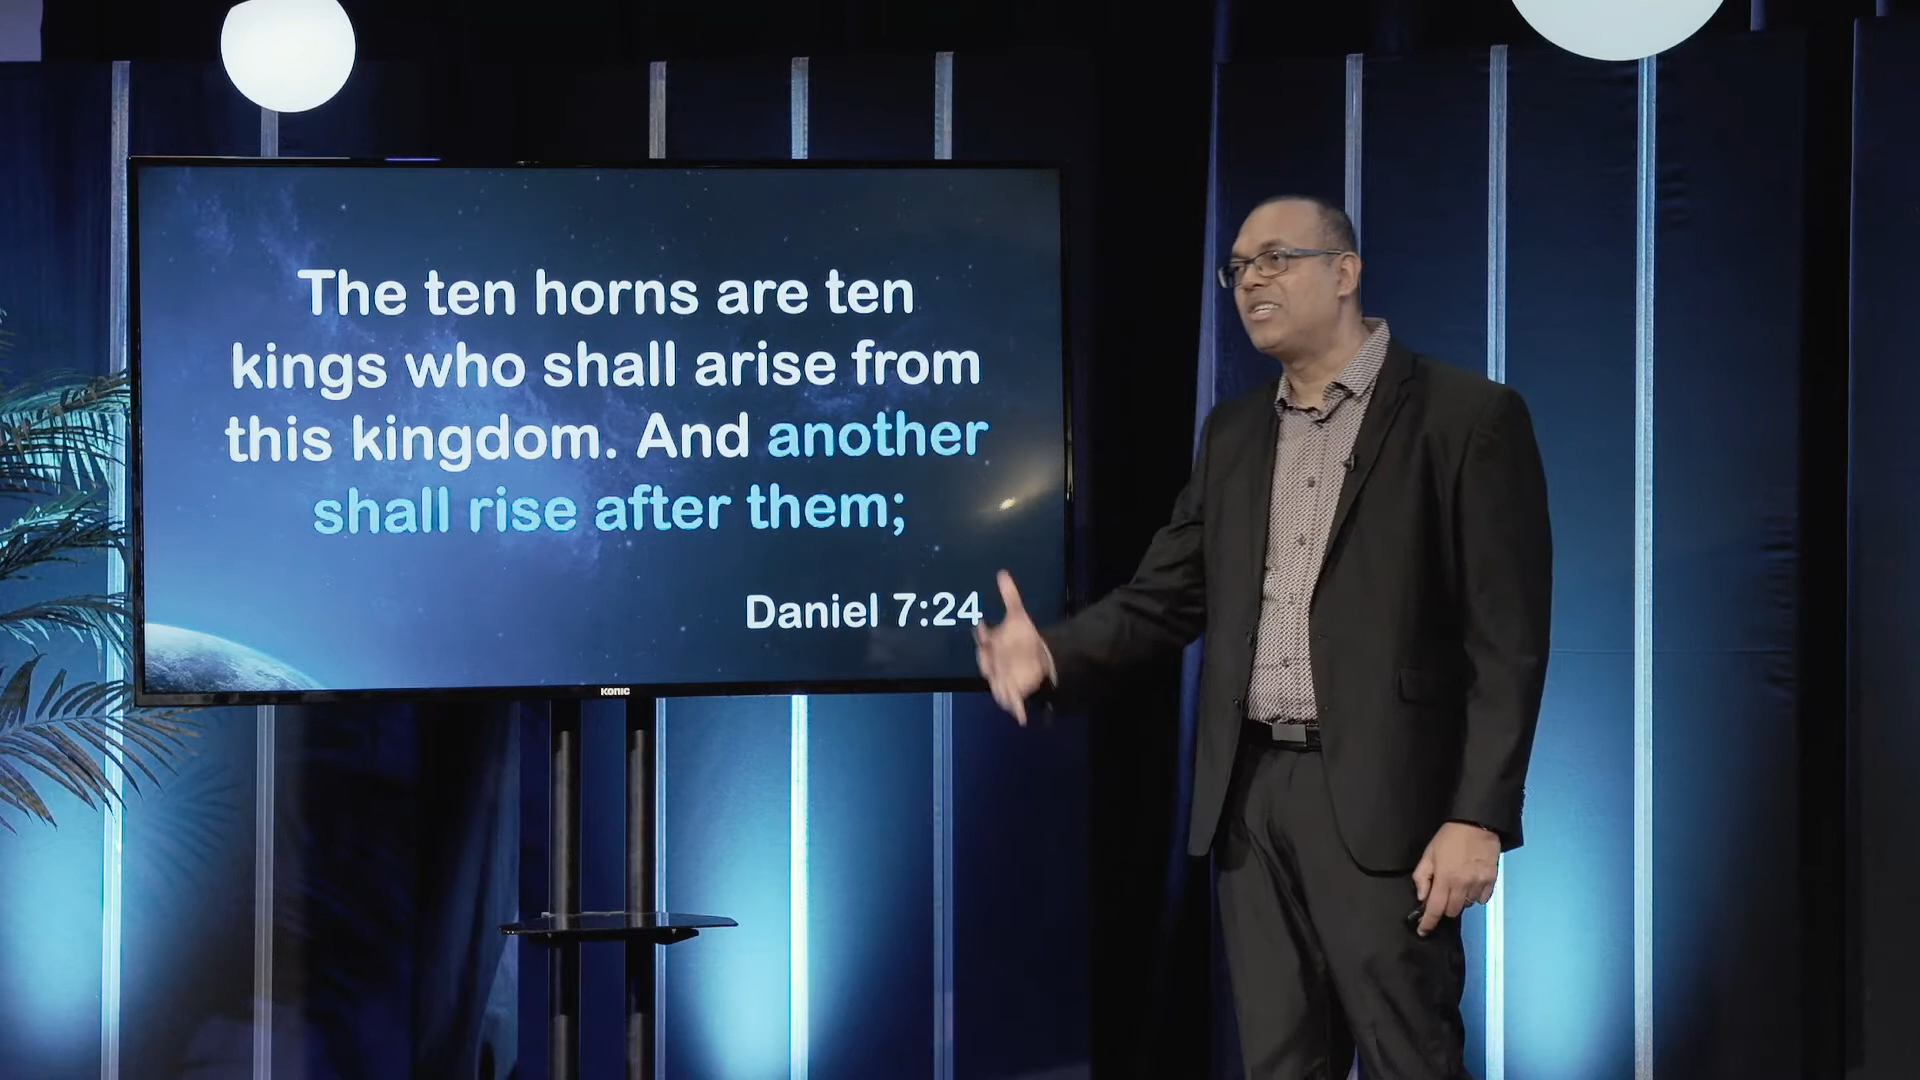 The ten horns are ten
kings who shall arise from
this kingdom. And another
shall rise after them;
Daniel 7:24
KONIC